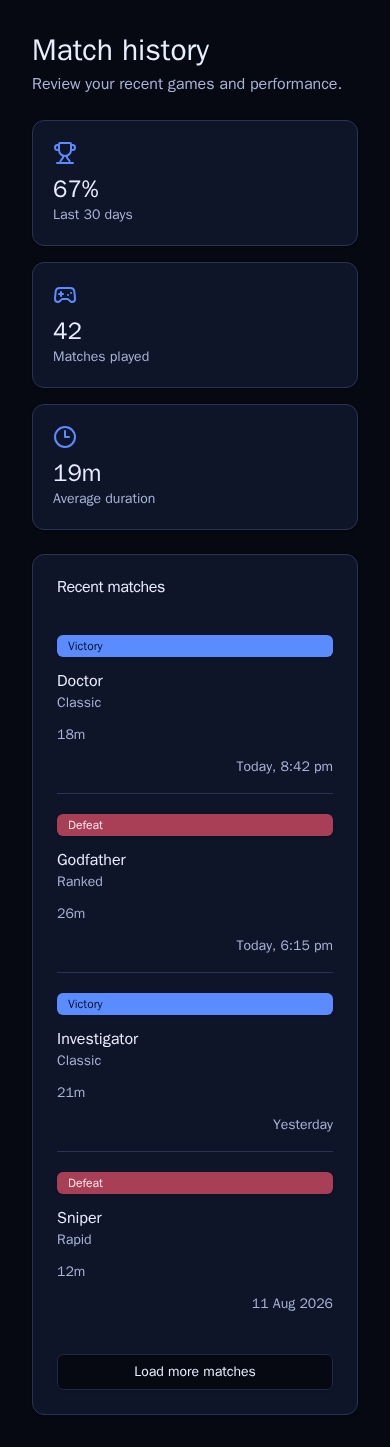 Match history
Review your recent games and performance.
67%
Last 30 days
42
Matches played
19m
Average duration
Recent matches
Victory
Doctor
Classic
18m
Today, 8:42 pm
Defeat
Godfather
Ranked
26m
Today, 6:15 pm
Victory
Investigator
Classic
21m
Yesterday
Defeat
Sniper
Rapid
12m
11 Aug 2026
Load more matches